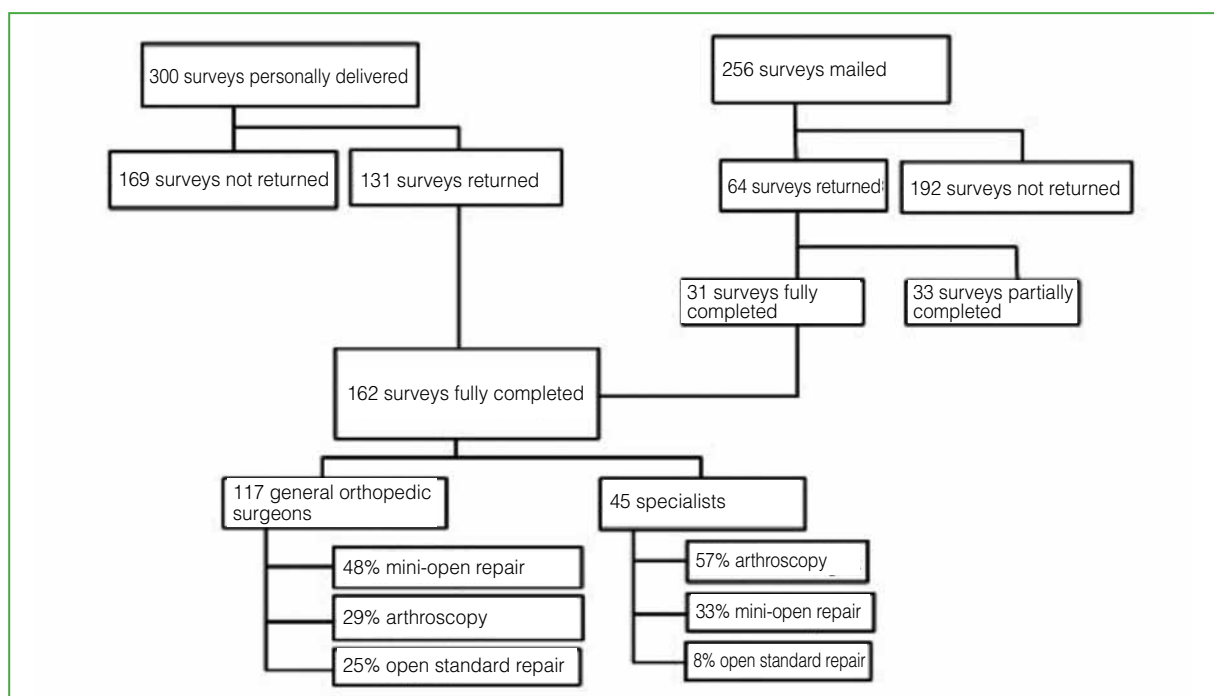 300 surveys personally delivered
256 surveys mailed
169 surveys not returned
131 surveys returned
64 surveys returned
192 surveys not returned
31 surveys fully
completed
33 surveys partially
completed
162 surveys fully completed
117 general orthopedic
surgeons
45 specialists
48% mini-open repair
29% arthroscopy
25% open standard repair
57% arthroscopy
33% mini-open repair
8% open standard repair